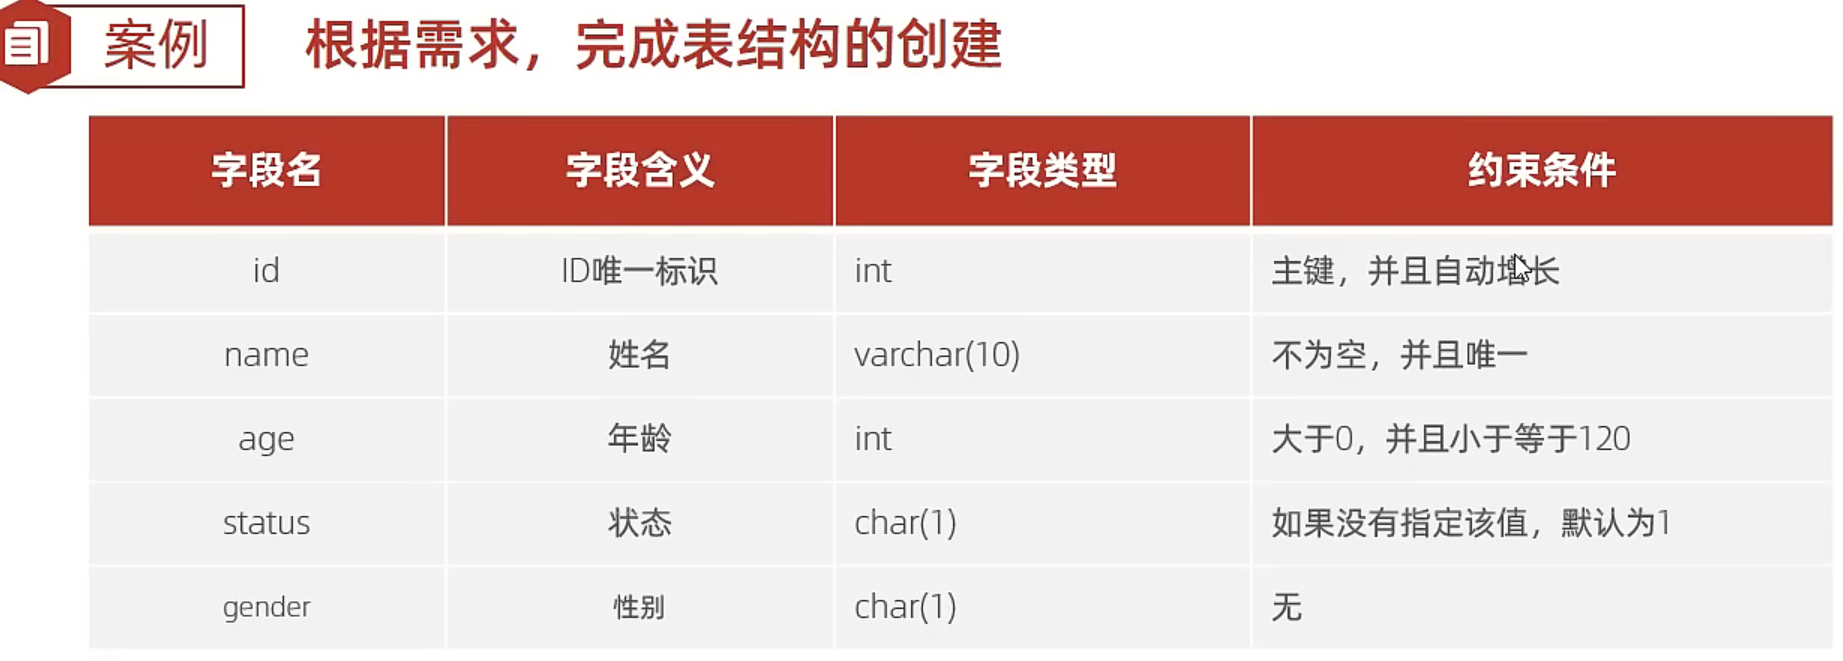 案例
根据需求，完成表结构的创建
字段名 字段含义 字段类型 约束条件
id ID唯一标识 int 主键，并且自动增长
name 姓名 varchar(10) 不为空，并且唯一
age 年龄 int 大于0，并且小于等于120
status 状态 char(1) 如果没有指定该值，默认为1
gender 性别 char(1) 无